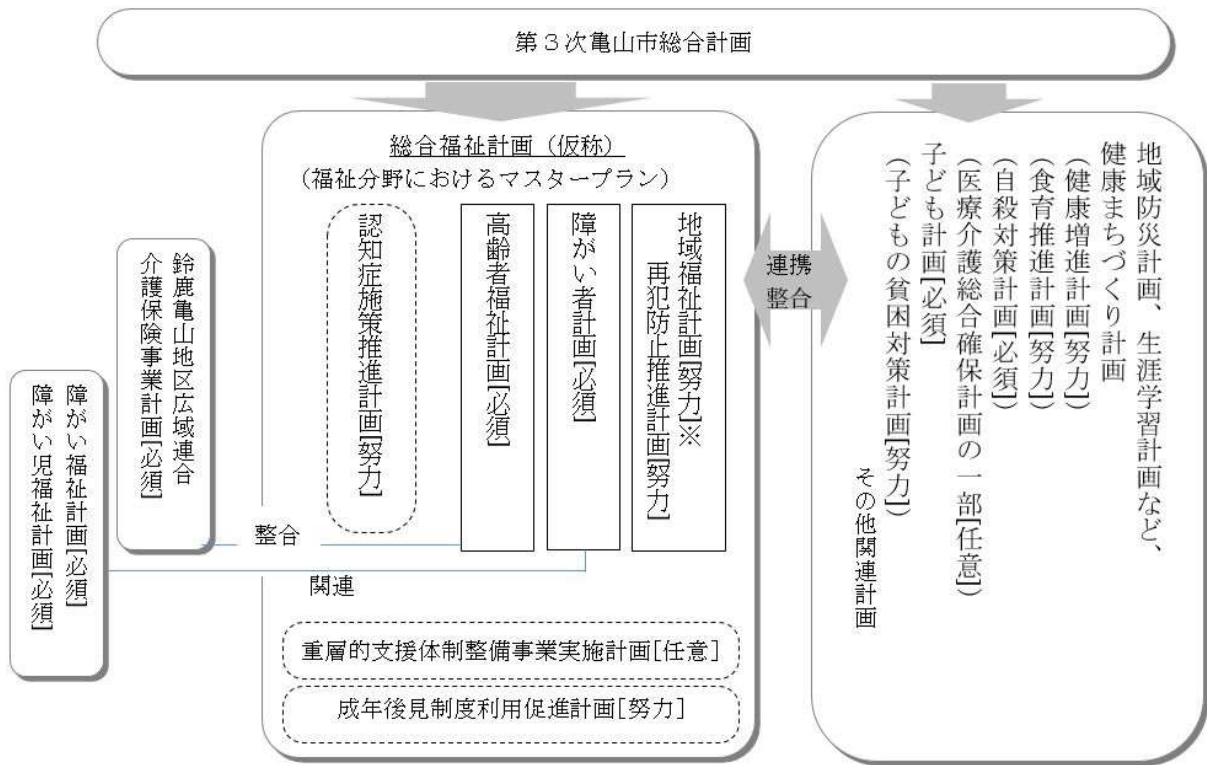 第３次亀山市総合計画
総合福祉計画（仮称）
（福祉分野におけるマスタープラン）
地域福祉計画[努力]※
再犯防止推進計画[努力]
障がい者計画[必須]
高齢者福祉計画[必須]
認知症施策推進計画[努力]
鈴鹿亀山地区広域連合
介護保険事業計画[必須]
障がい福祉計画[必須]
障がい児福祉計画[必須]
整合
関連
重層的支援体制整備事業実施計画[任意]
成年後見制度利用促進計画[努力]
連携
整合
地域防災計画、生涯学習計画など、
健康まちづくり計画
（健康増進計画[努力]）
（食育推進計画[努力]）
（自殺対策計画[必須]）
（医療介護総合確保計画の一部[任意]）
子ども計画[必須]
（子どもの貧困対策計画[努力]）
その他関連計画